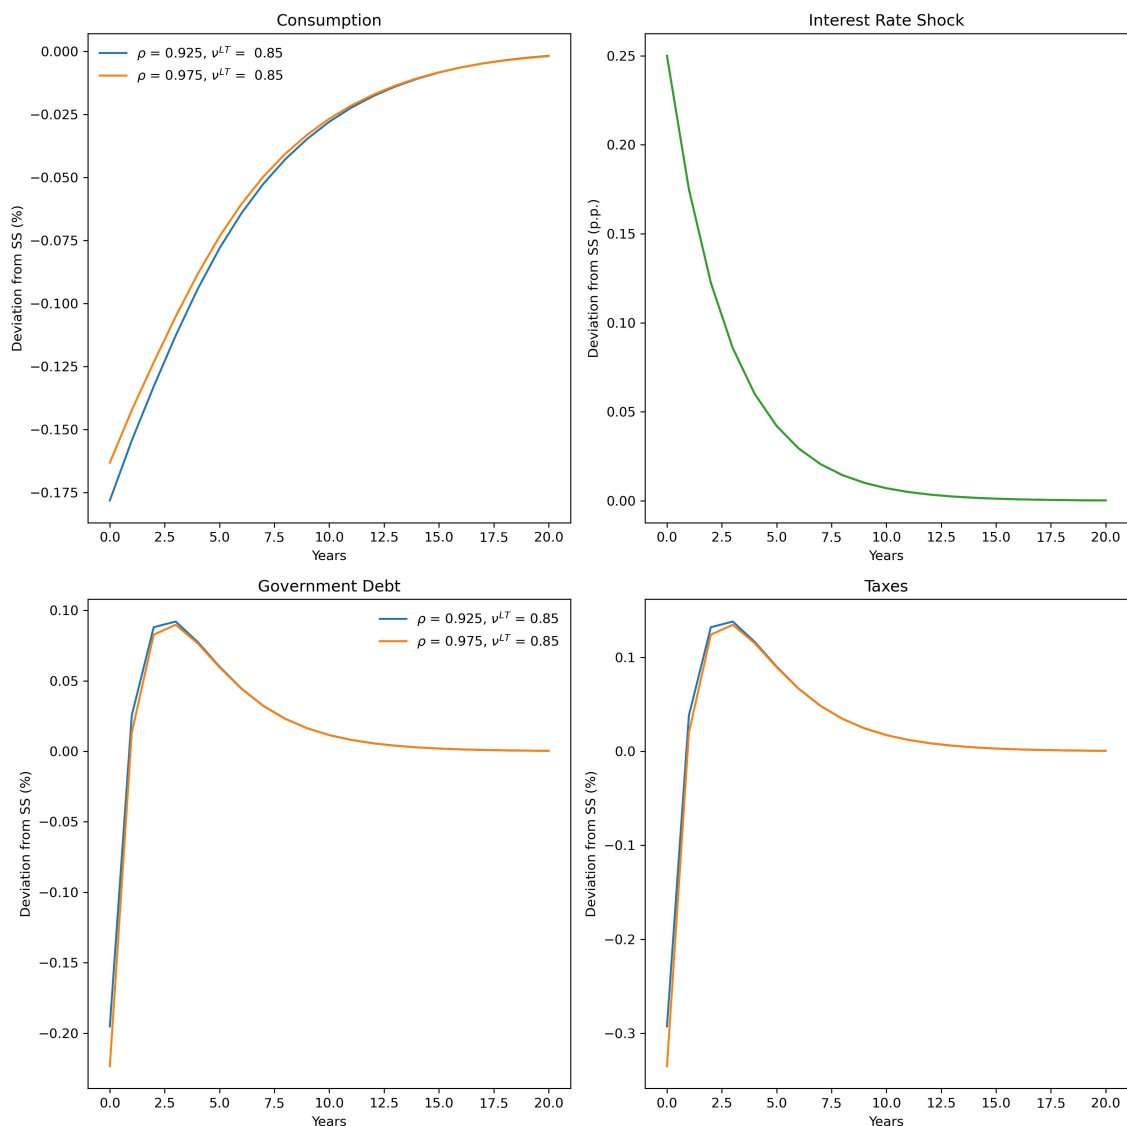 Consumption
ρ = 0.925, ν^LT =  0.85
ρ = 0.975, ν^LT =  0.85
Deviation from SS (%)
0.000
−0.025
−0.050
−0.075
−0.100
−0.125
−0.150
−0.175
0.0 2.5 5.0 7.5 10.0 12.5 15.0 17.5 20.0
Years
Interest Rate Shock
Deviation from SS (p.p.)
0.25
0.20
0.15
0.10
0.05
0.00
0.0 2.5 5.0 7.5 10.0 12.5 15.0 17.5 20.0
Years
Government Debt
ρ = 0.925, ν^LT = 0.85
ρ = 0.975, ν^LT = 0.85
Deviation from SS (%)
0.10
0.05
0.00
−0.05
−0.10
−0.15
−0.20
0.0 2.5 5.0 7.5 10.0 12.5 15.0 17.5 20.0
Years
Taxes
Deviation from SS (%)
0.1
0.0
−0.1
−0.2
−0.3
0.0 2.5 5.0 7.5 10.0 12.5 15.0 17.5 20.0
Years